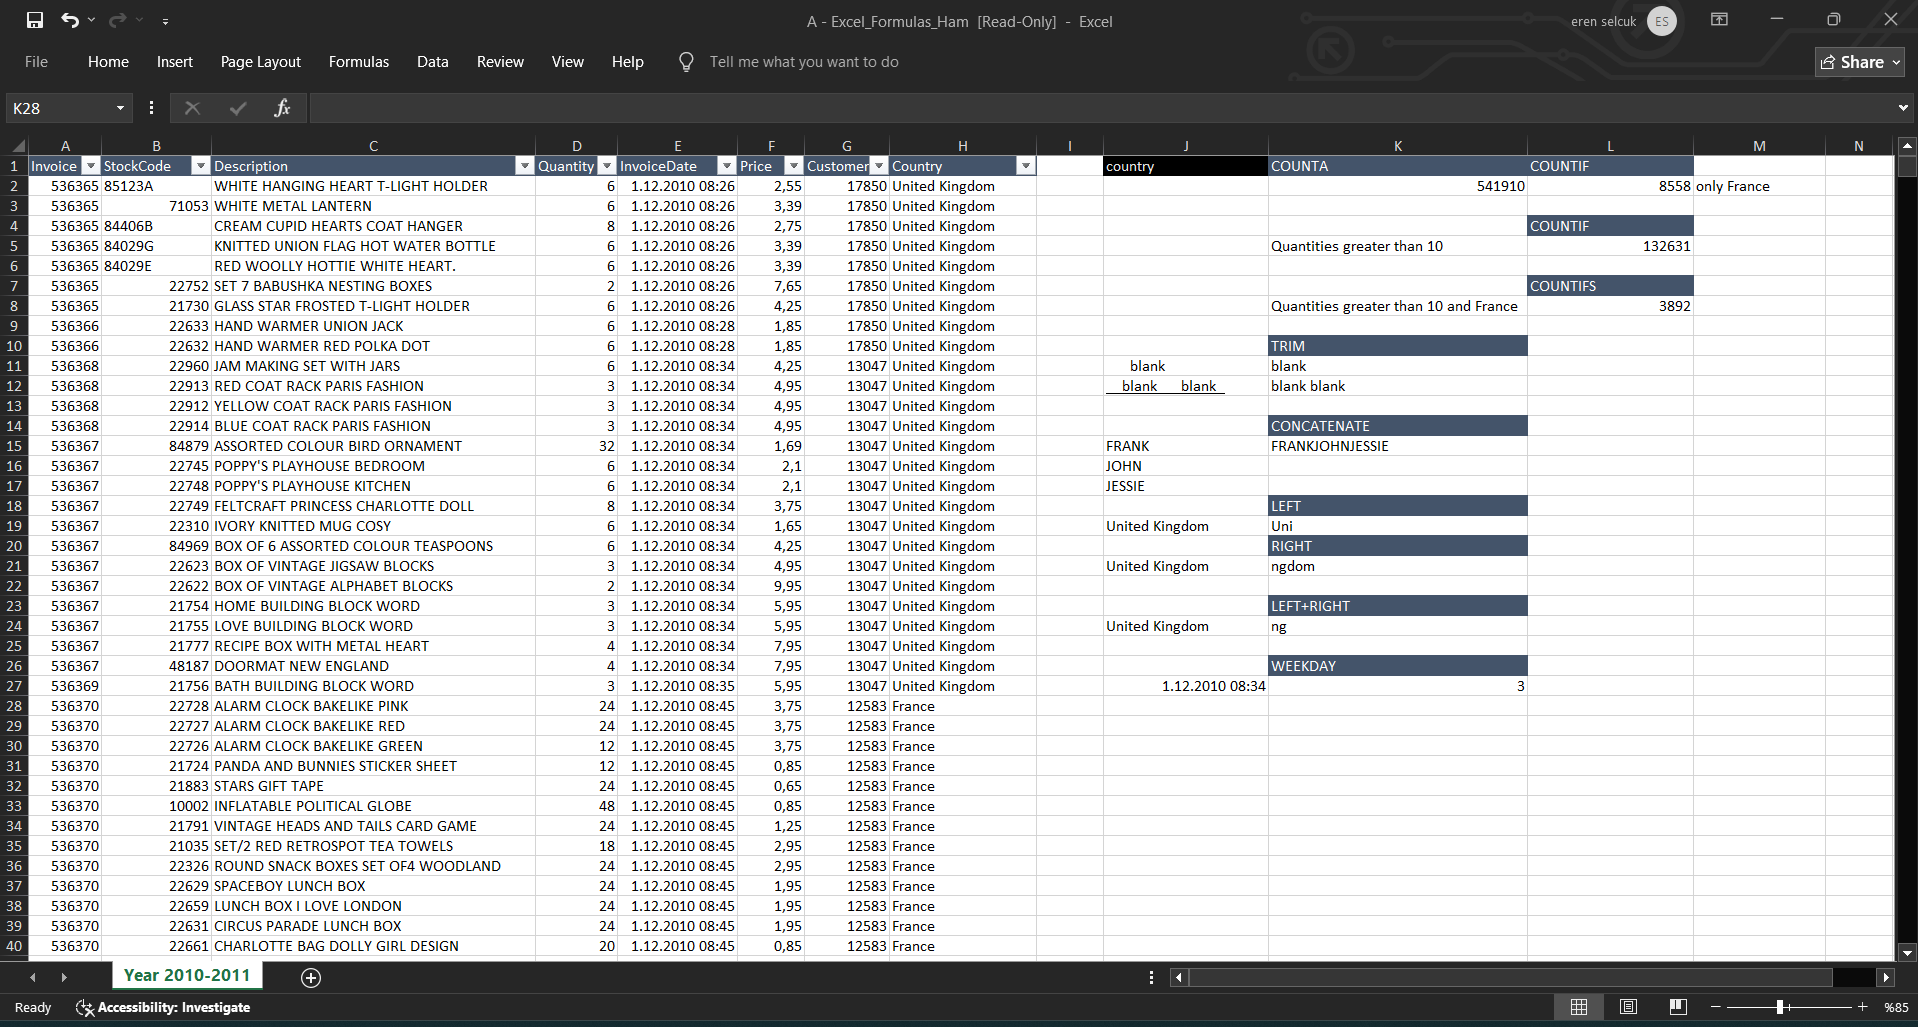 A - Excel_Formulas_Ham [Read-Only] - Excel
eren selcuk ES
File Home Insert Page Layout Formulas Data Review View Help Tell me what you want to do Share
K28 fx
A B C D E F G H I J K L M N
1 Invoice StockCode Description Quantity InvoiceDate Price Customer Country country COUNTA COUNTIF
2 536365 85123A WHITE HANGING HEART T-LIGHT HOLDER 6 1.12.2010 08:26 2,55 17850 United Kingdom 541910 8558 only France
3 536365 71053 WHITE METAL LANTERN 6 1.12.2010 08:26 3,39 17850 United Kingdom
4 536365 84406B CREAM CUPID HEARTS COAT HANGER 8 1.12.2010 08:26 2,75 17850 United Kingdom COUNTIF
5 536365 84029G KNITTED UNION FLAG HOT WATER BOTTLE 6 1.12.2010 08:26 3,39 17850 United Kingdom Quantities greater than 10 132631
6 536365 84029E RED WOOLLY HOTTIE WHITE HEART. 6 1.12.2010 08:26 3,39 17850 United Kingdom
7 536365 22752 SET 7 BABUSHKA NESTING BOXES 2 1.12.2010 08:26 7,65 17850 United Kingdom COUNTIFS
8 536365 21730 GLASS STAR FROSTED T-LIGHT HOLDER 6 1.12.2010 08:26 4,25 17850 United Kingdom Quantities greater than 10 and France 3892
9 536366 22633 HAND WARMER UNION JACK 6 1.12.2010 08:28 1,85 17850 United Kingdom
10 536366 22632 HAND WARMER RED POLKA DOT 6 1.12.2010 08:28 1,85 17850 United Kingdom TRIM
11 536368 22960 JAM MAKING SET WITH JARS 6 1.12.2010 08:34 4,25 13047 United Kingdom blank blank
12 536368 22913 RED COAT RACK PARIS FASHION 3 1.12.2010 08:34 4,95 13047 United Kingdom blank blank blank blank
13 536368 22912 YELLOW COAT RACK PARIS FASHION 3 1.12.2010 08:34 4,95 13047 United Kingdom
14 536368 22914 BLUE COAT RACK PARIS FASHION 3 1.12.2010 08:34 4,95 13047 United Kingdom CONCATENATE
15 536367 84879 ASSORTED COLOUR BIRD ORNAMENT 32 1.12.2010 08:34 1,69 13047 United Kingdom FRANK FRANKJOHNJESSIE
16 536367 22745 POPPY'S PLAYHOUSE BEDROOM 6 1.12.2010 08:34 2,1 13047 United Kingdom JOHN
17 536367 22748 POPPY'S PLAYHOUSE KITCHEN 6 1.12.2010 08:34 2,1 13047 United Kingdom JESSIE
18 536367 22749 FELTCRAFT PRINCESS CHARLOTTE DOLL 8 1.12.2010 08:34 3,75 13047 United Kingdom LEFT
19 536367 22310 IVORY KNITTED MUG COSY 6 1.12.2010 08:34 1,65 13047 United Kingdom United Kingdom Uni
20 536367 84969 BOX OF 6 ASSORTED COLOUR TEASPOONS 6 1.12.2010 08:34 4,25 13047 United Kingdom RIGHT
21 536367 22623 BOX OF VINTAGE JIGSAW BLOCKS 3 1.12.2010 08:34 4,95 13047 United Kingdom United Kingdom ngdom
22 536367 22622 BOX OF VINTAGE ALPHABET BLOCKS 2 1.12.2010 08:34 9,95 13047 United Kingdom
23 536367 21754 HOME BUILDING BLOCK WORD 3 1.12.2010 08:34 5,95 13047 United Kingdom LEFT+RIGHT
24 536367 21755 LOVE BUILDING BLOCK WORD 3 1.12.2010 08:34 5,95 13047 United Kingdom United Kingdom ng
25 536367 21777 RECIPE BOX WITH METAL HEART 4 1.12.2010 08:34 7,95 13047 United Kingdom
26 536367 48187 DOORMAT NEW ENGLAND 4 1.12.2010 08:34 7,95 13047 United Kingdom WEEKDAY
27 536369 21756 BATH BUILDING BLOCK WORD 3 1.12.2010 08:35 5,95 13047 United Kingdom 1.12.2010 08:34 3
28 536370 22728 ALARM CLOCK BAKELIKE PINK 24 1.12.2010 08:45 3,75 12583 France
29 536370 22727 ALARM CLOCK BAKELIKE RED 24 1.12.2010 08:45 3,75 12583 France
30 536370 22726 ALARM CLOCK BAKELIKE GREEN 12 1.12.2010 08:45 3,75 12583 France
31 536370 21724 PANDA AND BUNNIES STICKER SHEET 12 1.12.2010 08:45 0,85 12583 France
32 536370 21883 STARS GIFT TAPE 24 1.12.2010 08:45 0,65 12583 France
33 536370 10002 INFLATABLE POLITICAL GLOBE 48 1.12.2010 08:45 0,85 12583 France
34 536370 21791 VINTAGE HEADS AND TAILS CARD GAME 24 1.12.2010 08:45 1,25 12583 France
35 536370 21035 SET/2 RED RETROSPOT TEA TOWELS 18 1.12.2010 08:45 2,95 12583 France
36 536370 22326 ROUND SNACK BOXES SET OF4 WOODLAND 24 1.12.2010 08:45 2,95 12583 France
37 536370 22629 SPACEBOY LUNCH BOX 24 1.12.2010 08:45 1,95 12583 France
38 536370 22659 LUNCH BOX I LOVE LONDON 24 1.12.2010 08:45 1,95 12583 France
39 536370 22631 CIRCUS PARADE LUNCH BOX 24 1.12.2010 08:45 1,95 12583 France
40 536370 22661 CHARLOTTE BAG DOLLY GIRL DESIGN 20 1.12.2010 08:45 0,85 12583 France
Year 2010-2011
Ready Accessibility: Investigate %85